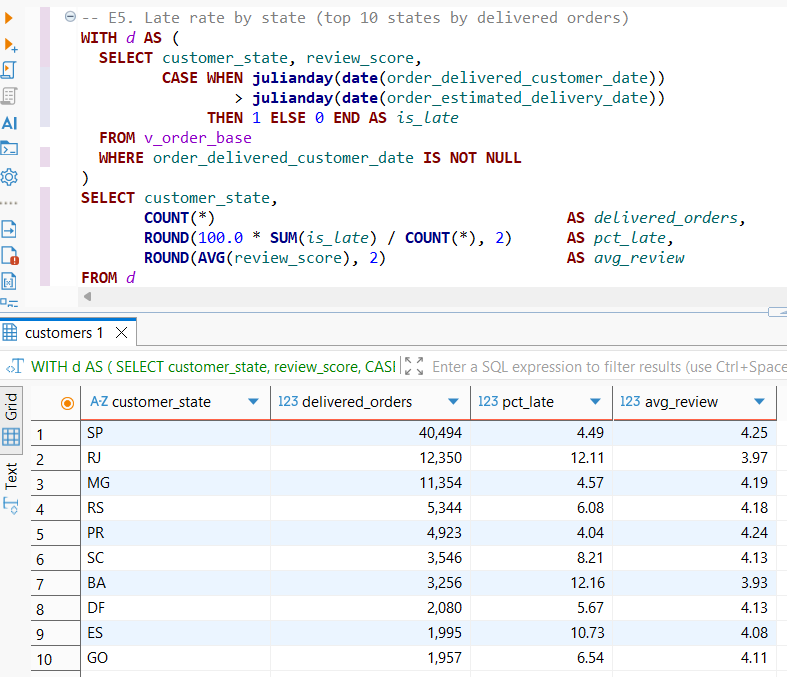 -- E5. Late rate by state (top 10 states by delivered orders)
WITH d AS (
SELECT customer_state, review_score,
CASE WHEN julianday(date(order_delivered_customer_date))
> julianday(date(order_estimated_delivery_date))
THEN 1 ELSE 0 END AS is_late
FROM v_order_base
WHERE order_delivered_customer_date IS NOT NULL
)
SELECT customer_state,
COUNT(*) AS delivered_orders,
ROUND(100.0 * SUM(is_late) / COUNT(*), 2) AS pct_late,
ROUND(AVG(review_score), 2) AS avg_review
FROM d
AI
customers 1
WITH d AS ( SELECT customer_state, review_score, CASI Enter a SQL expression to filter results (use Ctrl+Space
Grid
Text
A-Z customer_state 123 delivered_orders 123 pct_late 123 avg_review
1 SP 40,494 4.49 4.25
2 RJ 12,350 12.11 3.97
3 MG 11,354 4.57 4.19
4 RS 5,344 6.08 4.18
5 PR 4,923 4.04 4.24
6 SC 3,546 8.21 4.13
7 BA 3,256 12.16 3.93
8 DF 2,080 5.67 4.13
9 ES 1,995 10.73 4.08
10 GO 1,957 6.54 4.11